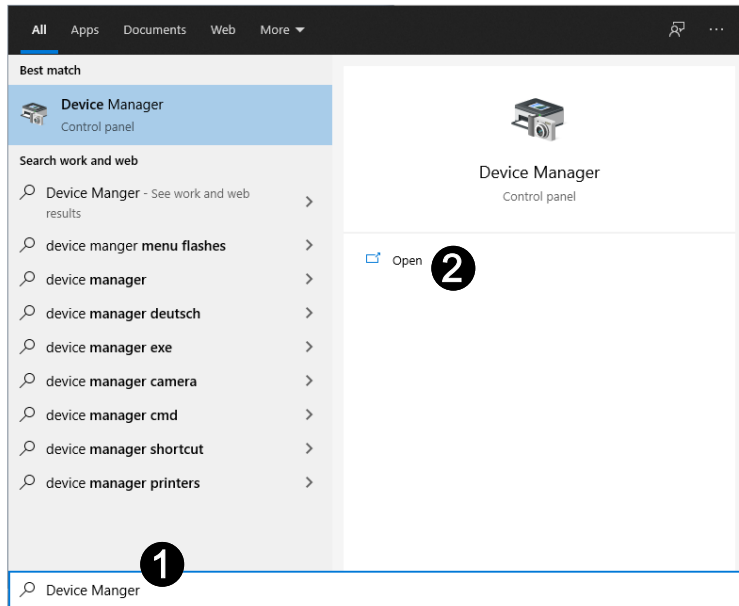 All Apps Documents Web More
Best match
Device Manager
Control panel
Search work and web
Device Manger - See work and web
results
device manger menu flashes
device manager
device manager deutsch
device manager exe
device manager camera
device manager cmd
device manager shortcut
device manager printers
Device Manager
Control panel
Open
2
1
Device Manger